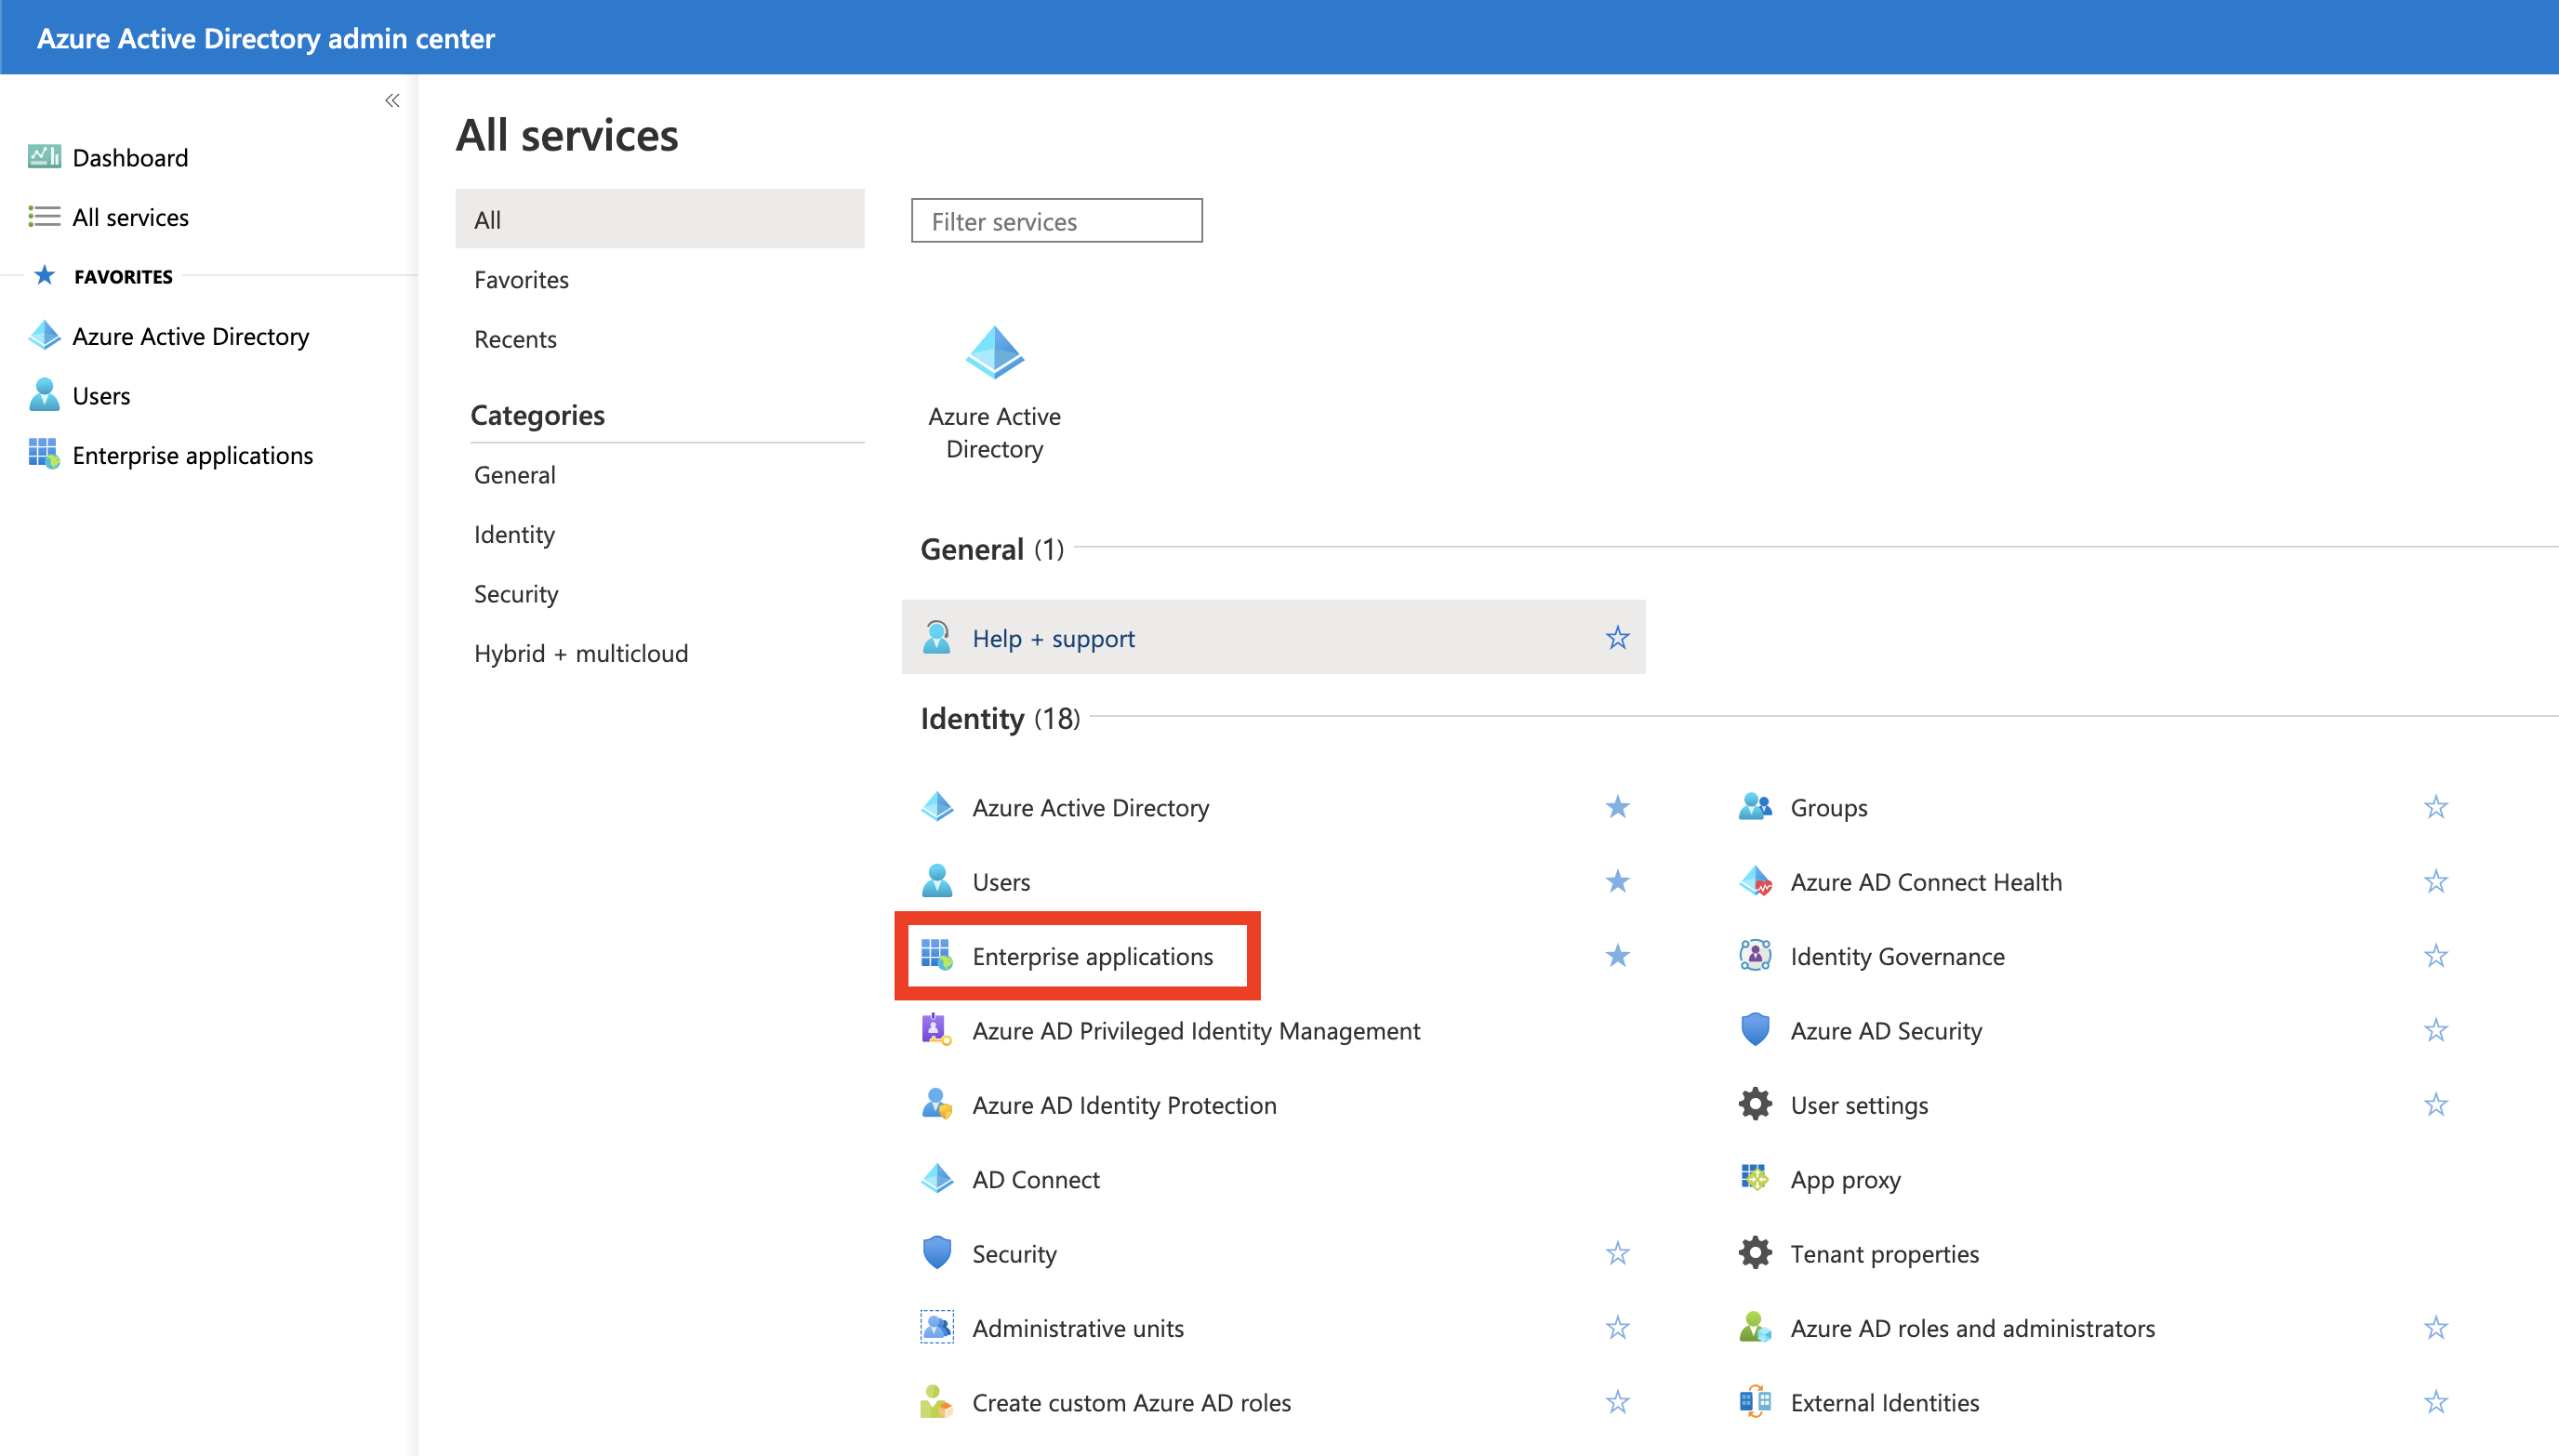 Azure Active Directory admin center
Dashboard
All services
FAVORITES
Azure Active Directory
Users
Enterprise applications
All services
All
Favorites
Recents
Categories
General
Identity
Security
Hybrid + multicloud
Filter services
Azure Active
Directory
General (1)
Help + support
Identity (18)
Azure Active Directory
Groups
Users
Azure AD Connect Health
Enterprise applications
Identity Governance
Azure AD Privileged Identity Management
Azure AD Security
Azure AD Identity Protection
User settings
AD Connect
App proxy
Security
Tenant properties
Administrative units
Azure AD roles and administrators
Create custom Azure AD roles
External Identities